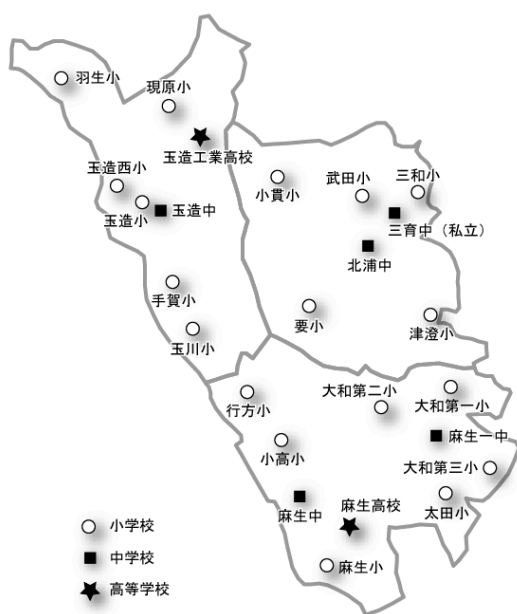 羽生小
現原小
玉造工業高校
玉造西小
玉造小
玉造中
手賀小
玉川小
小貫小
武田小
三和小
三育中（私立）
北浦中
要小
津澄小
行方小
大和第二小
大和第一小
麻生一中
小高小
大和第三小
麻生中
麻生高校
太田小
麻生小
小学校
中学校
高等学校